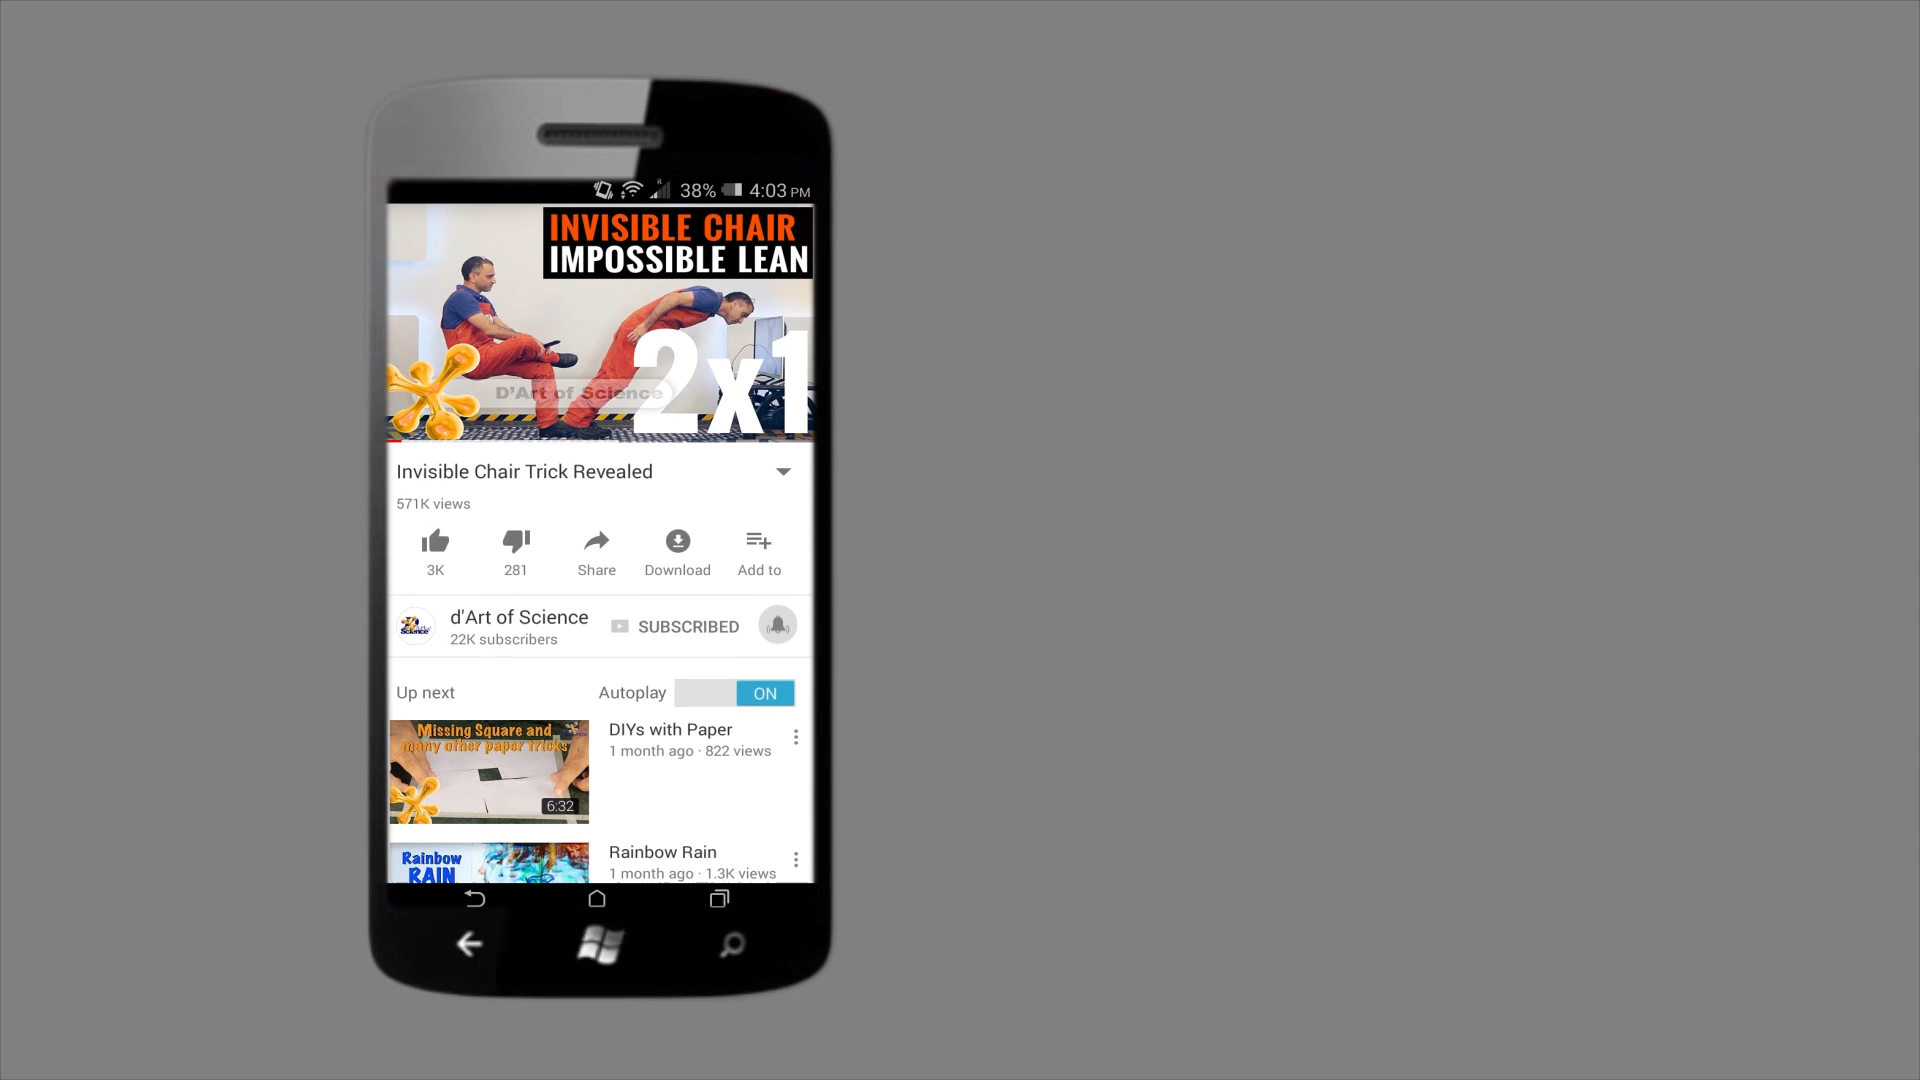 38% 4:03 PM
INVISIBLE CHAIR
IMPOSSIBLE LEAN
2x1
D'Art of Science
Invisible Chair Trick Revealed
571K views
3K 281 Share Download Add to
d'Art of Science
22K subscribers
SUBSCRIBED
Up next Autoplay ON
Missing Square and
many other paper tricks
6:32
DIYs with Paper
1 month ago · 822 views
Rainbow
RAIN
Rainbow Rain
1 month ago · 1.3K views